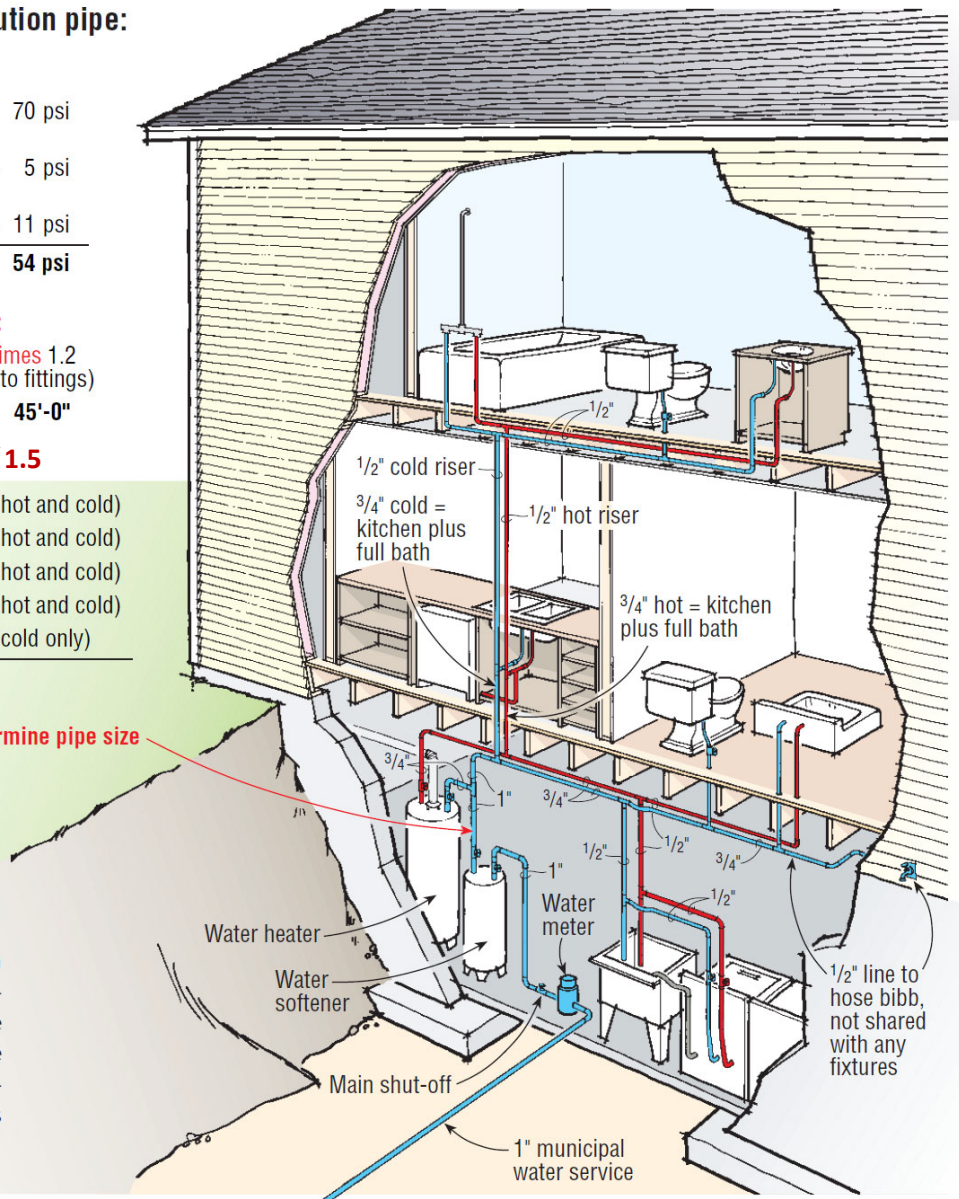 ution pipe:
70 psi
5 psi
11 psi
54 psi
imes 1.2
to fittings)
45'-0"
1.5
hot and cold)
hot and cold)
hot and cold)
hot and cold)
cold only)
rmine pipe size
1/2"
1/2" cold riser
3/4" cold =
kitchen plus
full bath
1/2" hot riser
3/4" hot = kitchen
plus full bath
3/4"
1"
3/4"
1/2"
1/2"
3/4"
1"
1/2"
Water heater
Water
softener
Water
meter
Main shut-off
1" municipal
water service
1/2" line to
hose bibb,
not shared
with any
fixtures